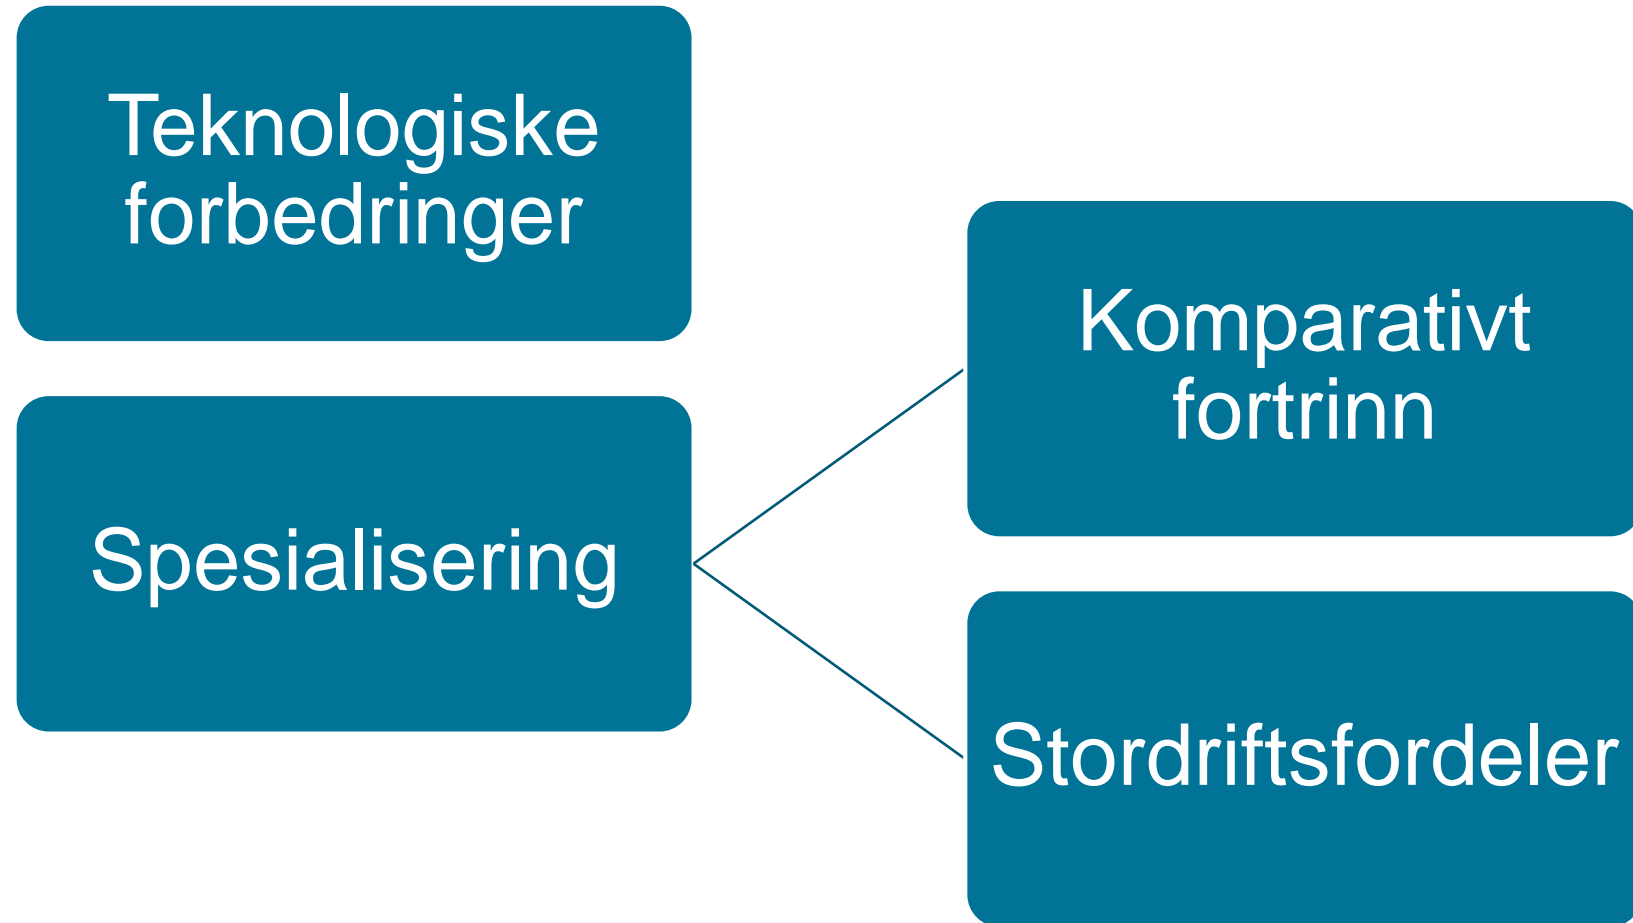 Teknologiske
forbedringer
Spesialisering
Komparativt
fortrinn
Stordriftsfordeler